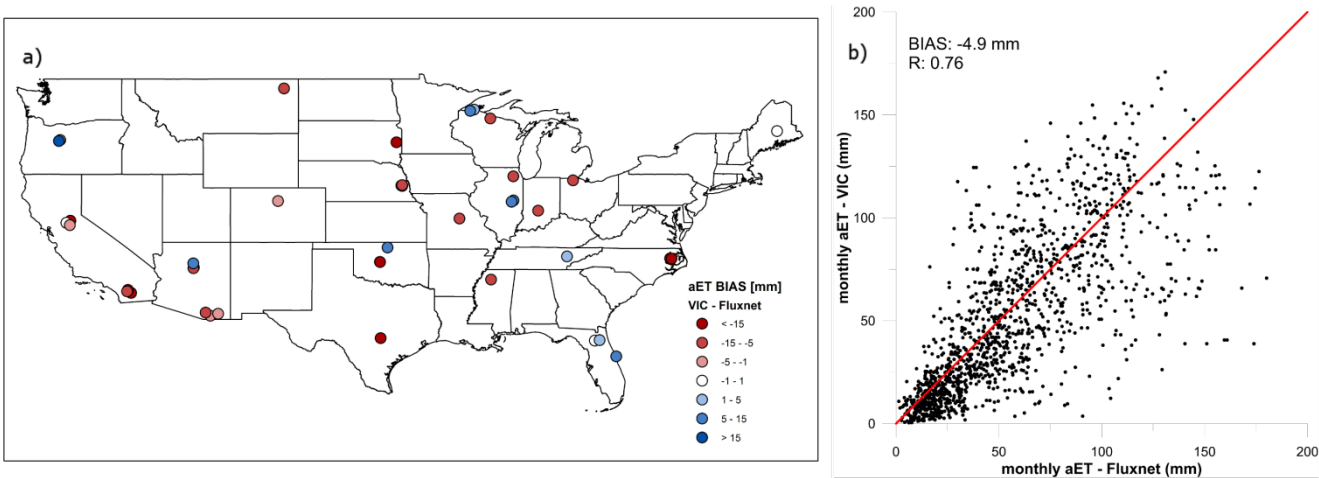 a)
aET BIAS [mm]
VIC - Fluxnet
< -15
-15 - -5
-5 - -1
-1 - 1
1 - 5
5 - 15
> 15
b)
BIAS: -4.9 mm
R: 0.76
monthly aET - VIC (mm)
200
150
100
50
0
0 50 100 150 200
monthly aET - Fluxnet (mm)